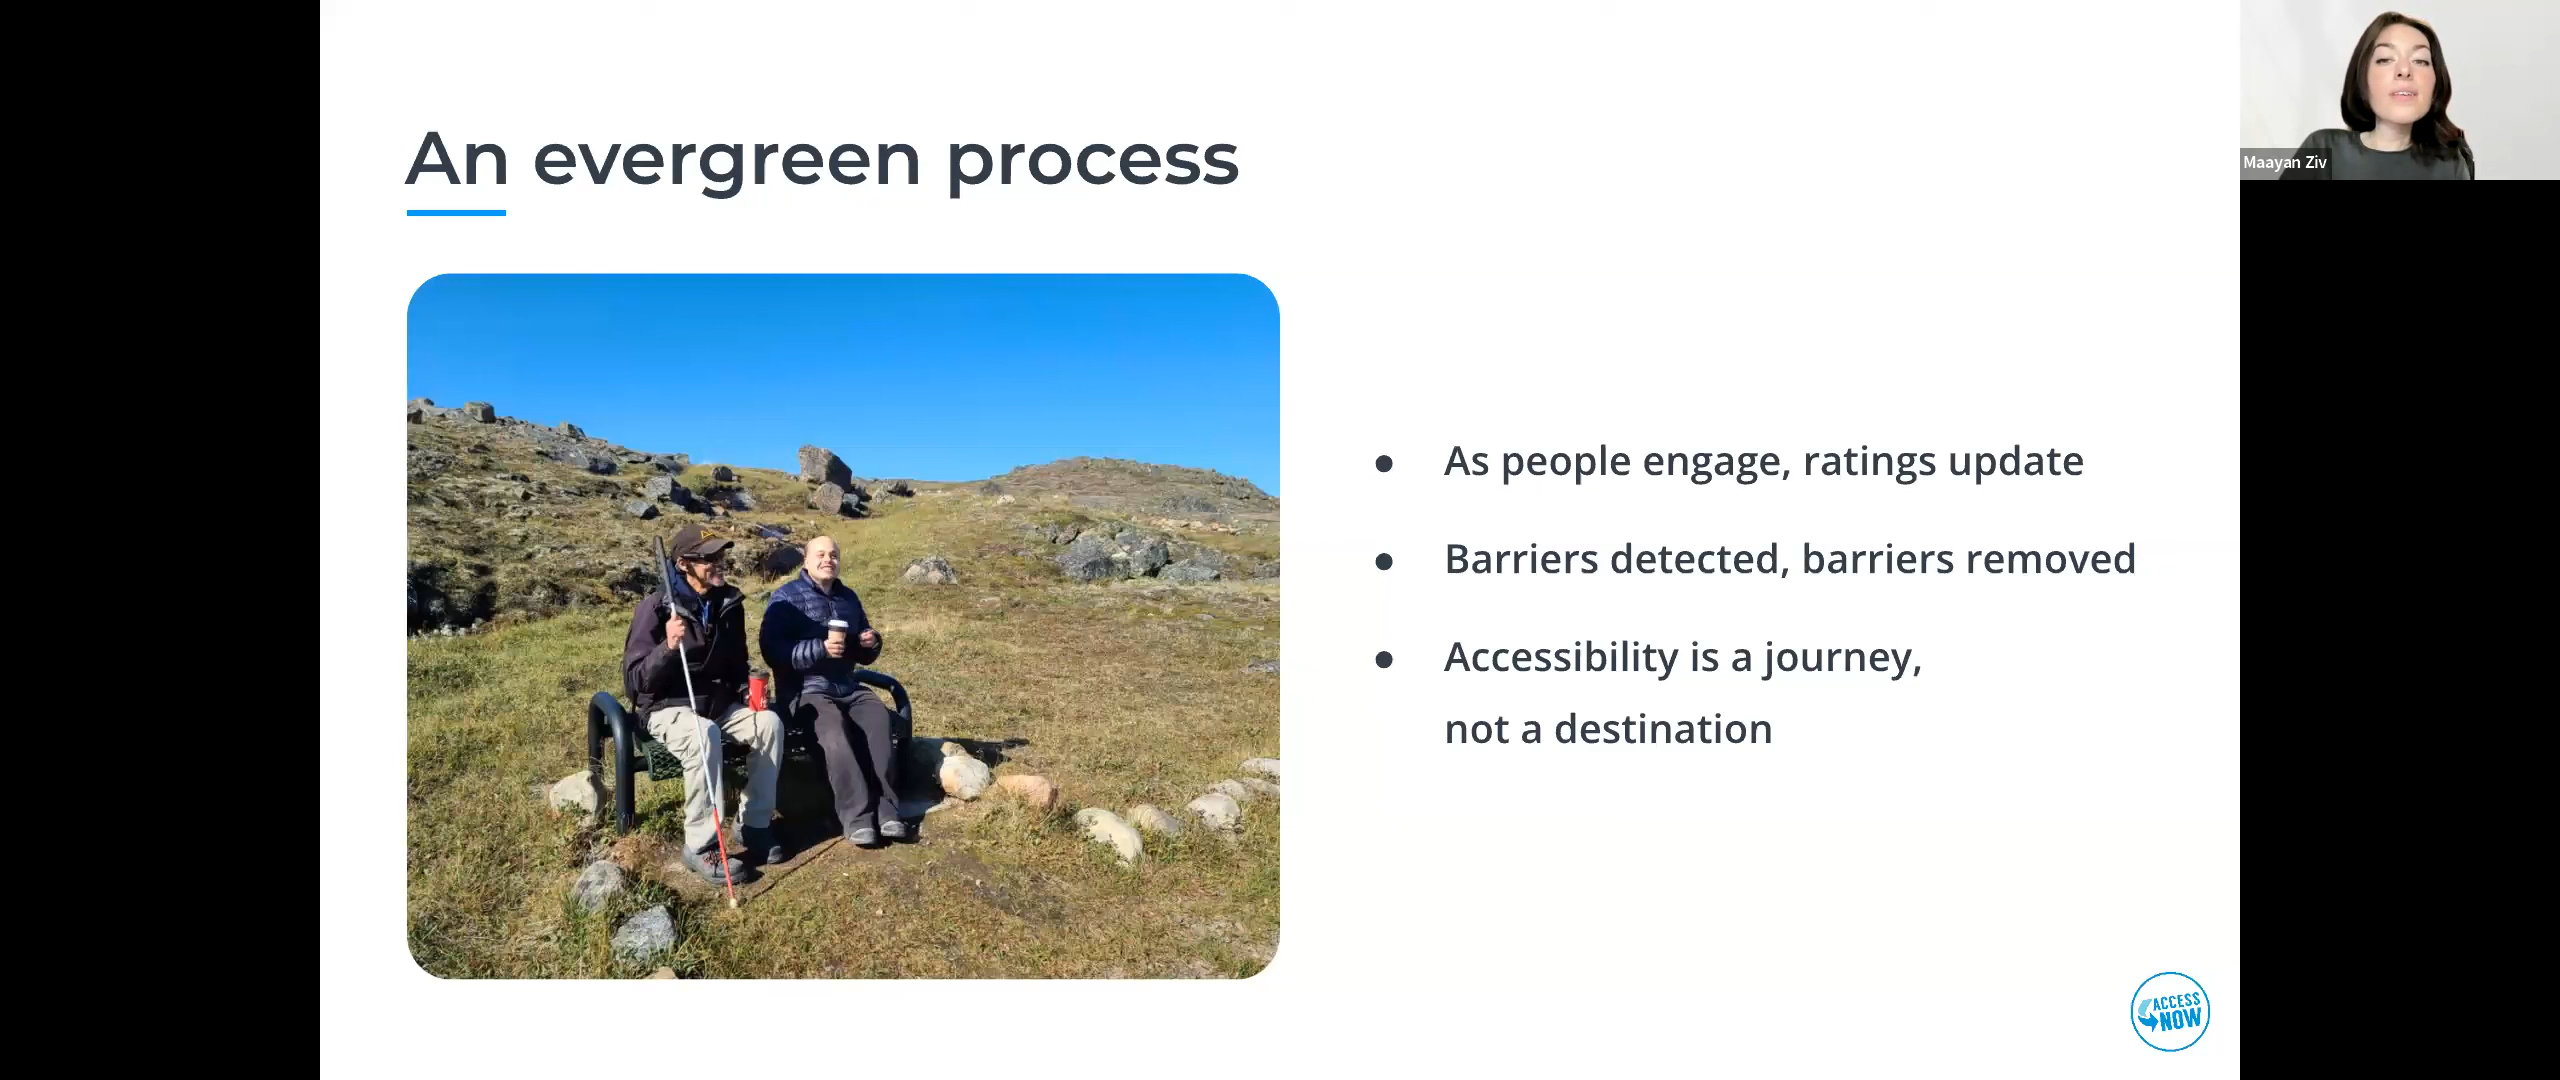 An evergreen process
Maayan Ziv
● As people engage, ratings update
● Barriers detected, barriers removed
● Accessibility is a journey,
not a destination
ACCESS
NOW